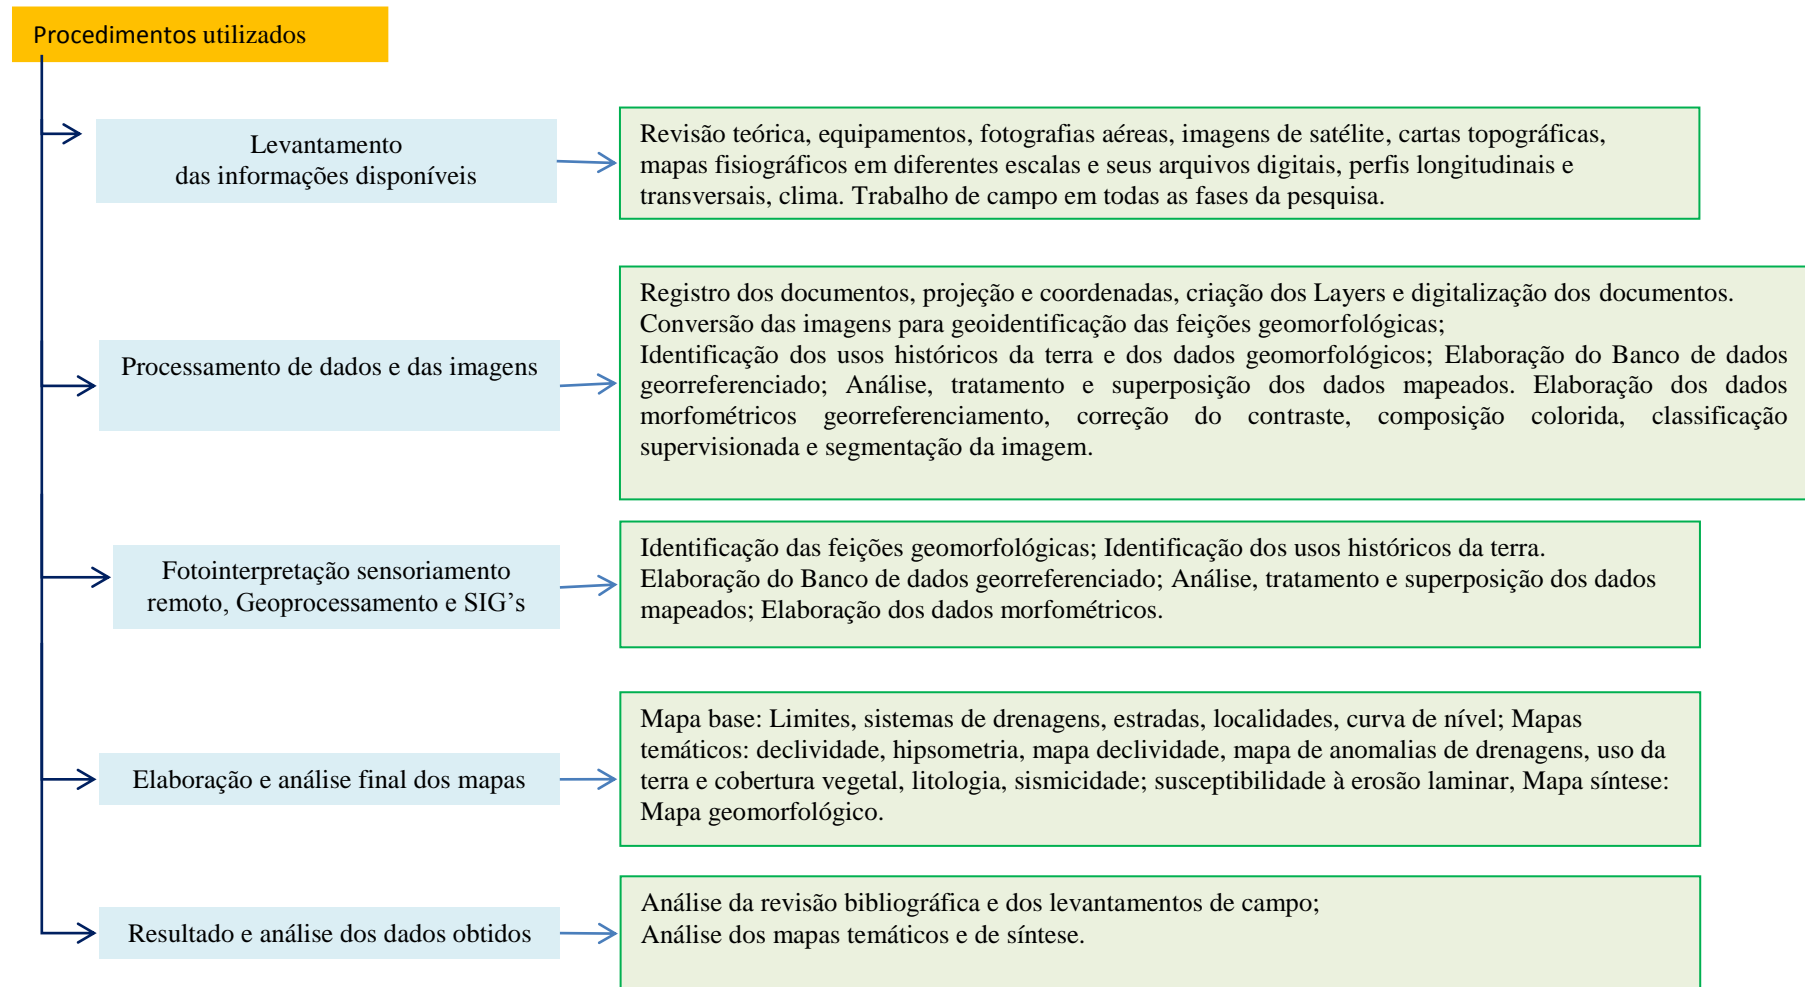 Procedimentos utilizados
Levantamento
das informações disponíveis
Revisão teórica, equipamentos, fotografias aéreas, imagens de satélite, cartas topográficas,
mapas fisiográficos em diferentes escalas e seus arquivos digitais, perfis longitudinais e
transversais, clima. Trabalho de campo em todas as fases da pesquisa.
Processamento de dados e das imagens
Registro dos documentos, projeção e coordenadas, criação dos Layers e digitalização dos documentos.
Conversão das imagens para geoidentificação das feições geomorfológicas;
Identificação dos usos históricos da terra e dos dados geomorfológicos; Elaboração do Banco de dados
georreferenciado; Análise, tratamento e superposição dos dados mapeados. Elaboração dos dados
morfométricos georreferenciamento, correção do contraste, composição colorida, classificação
supervisionada e segmentação da imagem.
Fotointerpretação sensoriamento
remoto, Geoprocessamento e SIG’s
Identificação das feições geomorfológicas; Identificação dos usos históricos da terra.
Elaboração do Banco de dados georreferenciado; Análise, tratamento e superposição dos dados
mapeados; Elaboração dos dados morfométricos.
Elaboração e análise final dos mapas
Mapa base: Limites, sistemas de drenagens, estradas, localidades, curva de nível; Mapas
temáticos: declividade, hipsometria, mapa declividade, mapa de anomalias de drenagens, uso da
terra e cobertura vegetal, litologia, sismicidade; susceptibilidade à erosão laminar, Mapa síntese:
Mapa geomorfológico.
Resultado e análise dos dados obtidos
Análise da revisão bibliográfica e dos levantamentos de campo;
Análise dos mapas temáticos e de síntese.